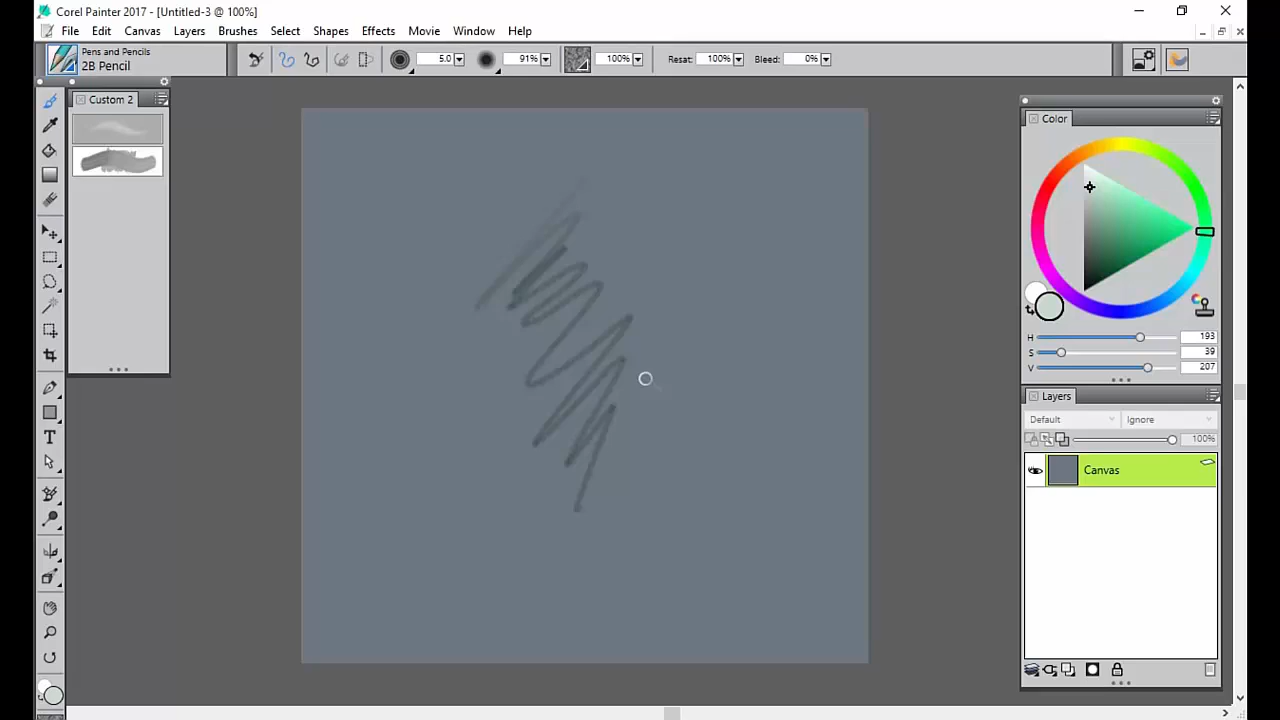 Corel Painter 2017 - [Untitled-3 @ 100%]
File Edit Canvas Layers Brushes Select Shapes Effects Movie Window Help
Pens and Pencils
2B Pencil
5.0 91% 100% Resat: 100% Bleed: 0%
Custom 2
Color
H 193
S 39
V 207
Layers
Default Ignore
100%
Canvas